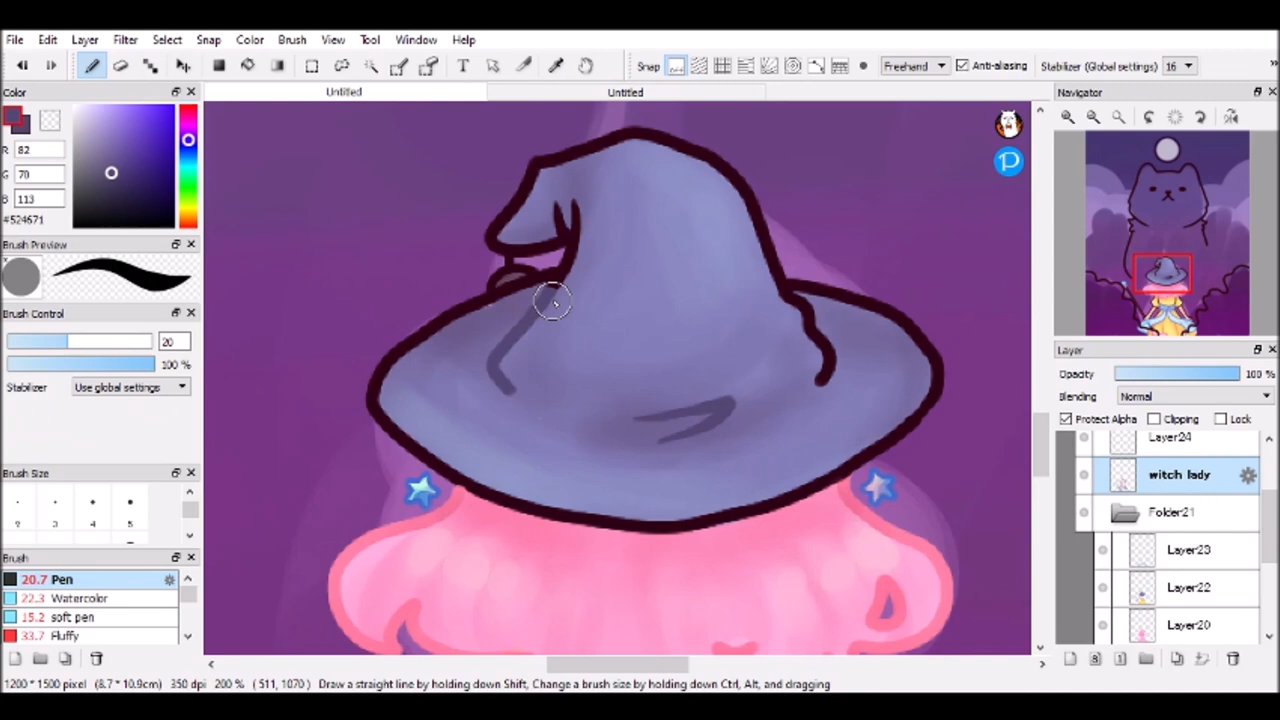 File Edit Layer Filter Select Snap Color Brush View Tool Window Help
Snap Freehand Anti-aliasing Stabilizer (Global settings) 16
Color
Untitled Untitled
Navigator
R 82
G 70
B 113
#524671
Brush Preview
Brush Control
20
100 %
Stabilizer Use global settings
Brush Size
2 3 4 5
Brush
20.7 Pen
22.3 Watercolor
15.2 soft pen
33.7 Fluffy
P
Layer
Opacity 100 %
Blending Normal
Protect Alpha Clipping Lock
Layer24
witch lady
Folder21
Layer23
Layer22
Layer20
1200 * 1500 pixel (8.7 * 10.9cm) 350 dpi 200 % ( 511, 1070 ) Draw a straight line by holding down Shift, Change a brush size by holding down Ctrl, Alt, and dragging